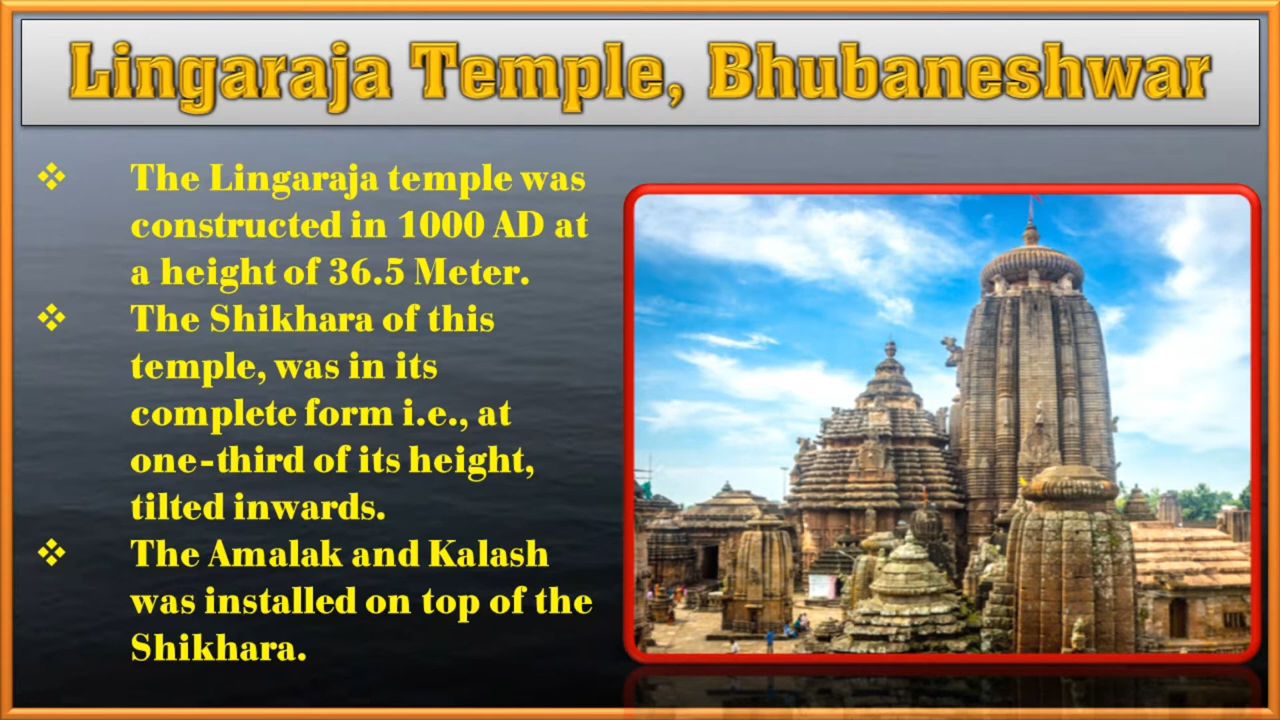 Lingaraja Temple, Bhubaneshwar
❖ The Lingaraja temple was
constructed in 1000 AD at
a height of 36.5 Meter.
❖ The Shikhara of this
temple, was in its
complete form i.e., at
one-third of its height,
tilted inwards.
❖ The Amalak and Kalash
was installed on top of the
Shikhara.